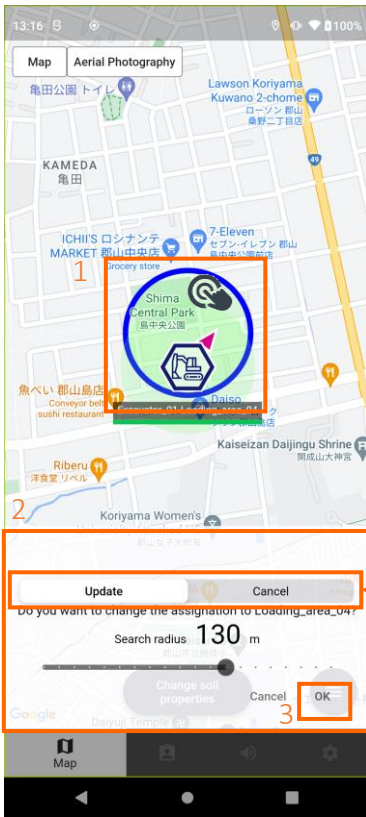 13:16
100%
Map
Aerial Photography
亀田公園 トイレ
Lawson Koriyama
Kuwano 2-chome
ローソン 郡山
桑野二丁目店
KAMEDA
亀田
49
ICHII'S ロシナンテ
MARKET 郡山中央店
Grocery store
7-Eleven
セブン-イレブン 郡山
島中央公園前店
1
Shima
Central Park
島中央公園
魚べい 郡山島店
Conveyor belt
sushi restaurant
Daiso
Excavator_01 Loading_area_04
Kaiseizan Daijingu Shrine
開成山大神宮
Riberu
洋食堂 リベル
2
Koriyama Women's
Update
Cancel
Do you want to change the assignation to Loading_area_04?
Search radius 130 m
Change soil
properties
Cancel
OK
3
Google
Daiyuji Temple
Map